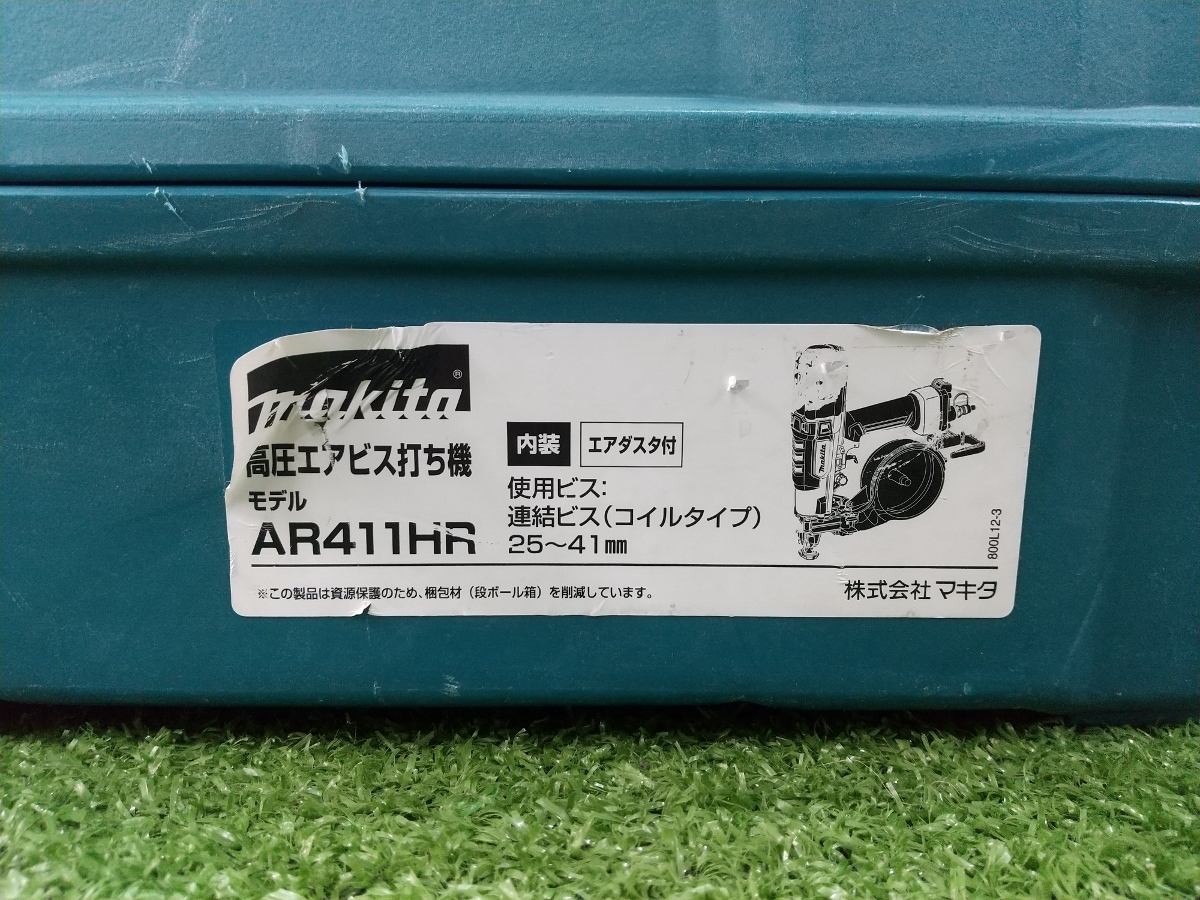 makita®
高圧エアビス打ち機
モデル
AR411HR
内装 エアダスタ付
使用ビス:
連結ビス(コイルタイプ)
25～41㎜
makita
800L12-3
※この製品は資源保護のため、梱包材(段ボール箱)を削減しています。
株式会社 マキタ